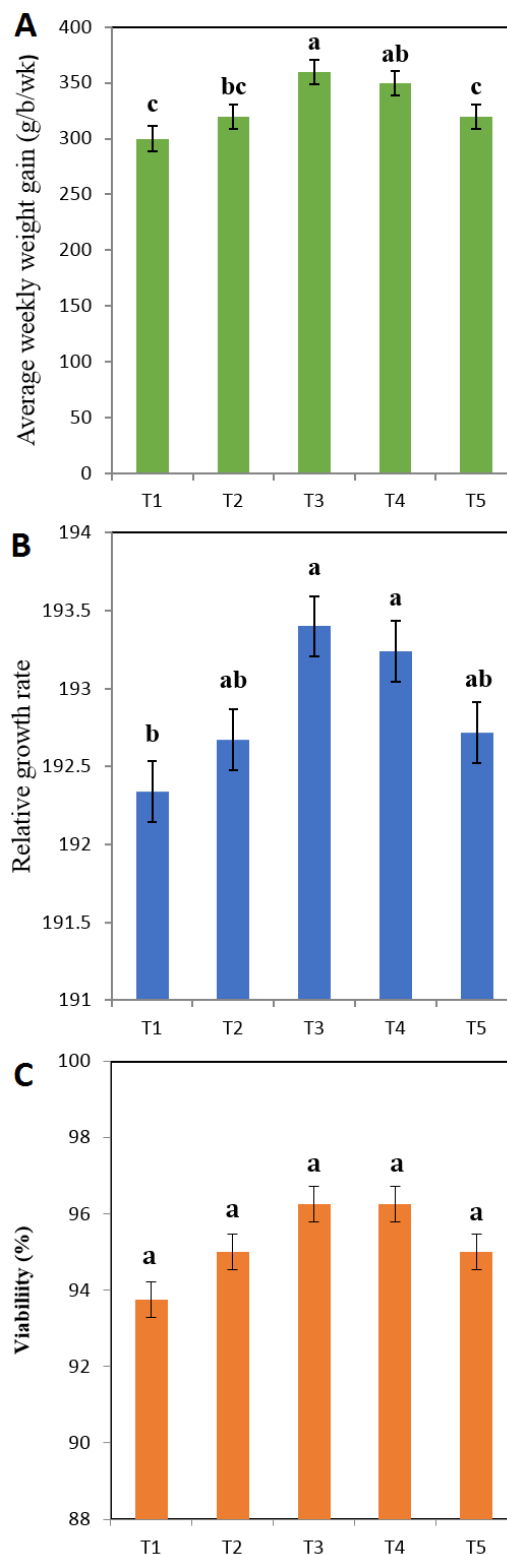 A
Average weekly weight gain (g/b/wk)
400
350
300
250
200
150
100
50
0
c
bc
a
ab
c
T1 T2 T3 T4 T5
B
Relative growth rate
194
193.5
193
192.5
192
191.5
191
b
ab
a
a
ab
T1 T2 T3 T4 T5
C
Viabiliity (%)
100
98
96
94
92
90
88
a
a
a
a
a
T1 T2 T3 T4 T5